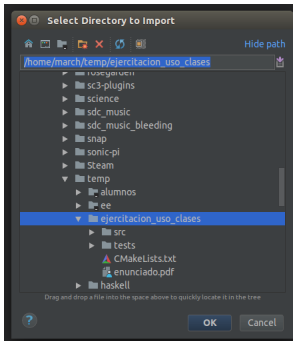 Select Directory to Import
Hide path
/home/march/temp/ejercitacion_uso_clases
rosegarden
sc3-plugins
science
sdc_music
sdc_music_bleeding
snap
sonic-pi
Steam
temp
alumnos
ee
ejercitacion_uso_clases
src
tests
CMakeLists.txt
enunciado.pdf
haskell
Drag and drop a file into the space above to quickly locate it in the tree
?
OK
Cancel